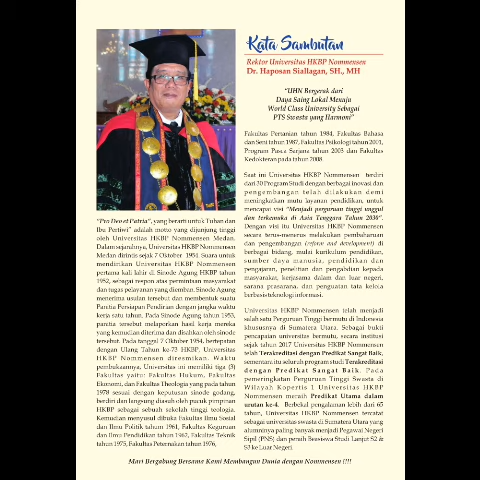 Kata Sambutan
Rektor Universitas HKBP Nommensen
Dr. Haposan Siallagan, SH., MH
"UHN Bergerak dari
Daya Saing Lokal Menuju
World Class University Sebagai
PTS Swasta yang Harmoni"
"Pro Deo et Patria", yang berarti untuk Tuhan dan
Ibu Pertiwi" adalah motto yang dijunjung tinggi
oleh Universitas HKBP Nommensen Medan.
Dalam sejarahnya, Universitas HKBP Nommensen
Medan dirintis sejak 7 Oktober 1954. Suara untuk
mendirikan Universitas HKBP Nommensen
pertama kali lahir di Sinode Agung HKBP tahun
1952, sebagai respon atas permintaan masyarakat
dan tugas pelayanan yang diemban. Sinode Agung
menerima usulan tersebut dan membentuk suatu
Panitia Persiapan Pendirian dengan jangka waktu
kerja satu tahun. Pada Sinode Agung tahun 1953,
panitia tersebut melaporkan hasil kerja mereka
yang kemudian diterima dan disahkan oleh sinode
tersebut. Pada tanggal 7 Oktober 1954, bertepatan
dengan Ulang Tahun ke-73 HKBP, Universitas
HKBP Nommensen diresmikan. Waktu
pembukaannya, Universitas ini memiliki tiga (3)
Fakultas yaitu: Fakultas Hukum, Fakultas
Ekonomi, dan Fakultas Theologia yang pada tahun
1978 sesuai dengan keputusan sinode godang,
berdiri dan langsung diasuh oleh pucuk pimpinan
HKBP sebagai sebuah sekolah tinggi teologia.
Kemudian menyusul dibuka Fakultas Ilmu Sosial
dan Ilmu Politik tahun 1961, Fakultas Keguruan
dan Ilmu Pendidikan tahun 1962, Fakultas Teknik
tahun 1975, Fakultas Peternakan tahun 1976,
Fakultas Pertanian tahun 1984, Fakultas Bahasa
dan Seni tahun 1987, Fakultas Psikologi tahun 2001,
Program Pasca Sarjana tahun 2003 dan Fakultas
Kedokteran pada tahun 2008.
Saat ini Universitas HKBP Nommensen terdiri
dari 30 Program Studi dengan berbagai inovasi dan
pengembangan telah dilakukan demi
meningkatkan mutu layanan pendidikan, untuk
mencapai visi "Menjadi perguruan tinggi unggul
dan terkemuka di Asia Tenggara Tahun 2030".
Dengan visi itu Universitas HKBP Nommensen
secara terus-menerus melakukan pembaharuan
dan pengembangan (reform and development) di
berbagai bidang, mulai kurikulum pendidikan,
sumber daya manusia, pendidikan dan
pengajaran, penelitian dan pengabdian kepada
masyarakat, kerjasama dalam dan luar negeri,
sarana prasarana, dan penguatan tata kelola
berbasis teknologi informasi.
Universitas HKBP Nommensen telah menjadi
salah satu Perguruan Tinggi bermutu di Indonesia
khususnya di Sumatera Utara. Sebagai bukti
pencapaian universitas bermutu, secara institusi
sejak tahun 2017 Universitas HKBP Nommensen
telah Terakreditasi dengan Predikat Sangat Baik,
sementara itu seluruh program studi Terakreditasi
dengan Predikat Sangat Baik. Pada
pemeringkatan Perguruan Tinggi Swasta di
Wilayah Kopertis I, Universitas HKBP
Nommensen meraih Predikat Utama dalam
urutan ke-4. Berbekal pengalaman lebih dari 65
tahun, Universitas HKBP Nommensen tercatat
sebagai universitas swasta di Sumatera Utara yang
alumninya paling banyak menjadi Pegawai Negeri
Sipil (PNS) dan peraih Beasiswa Studi Lanjut S2 &
S3 ke Luar Negeri.
Mari Bergabung Bersama Kami Membangun Dunia dengan Nommensen !!!!